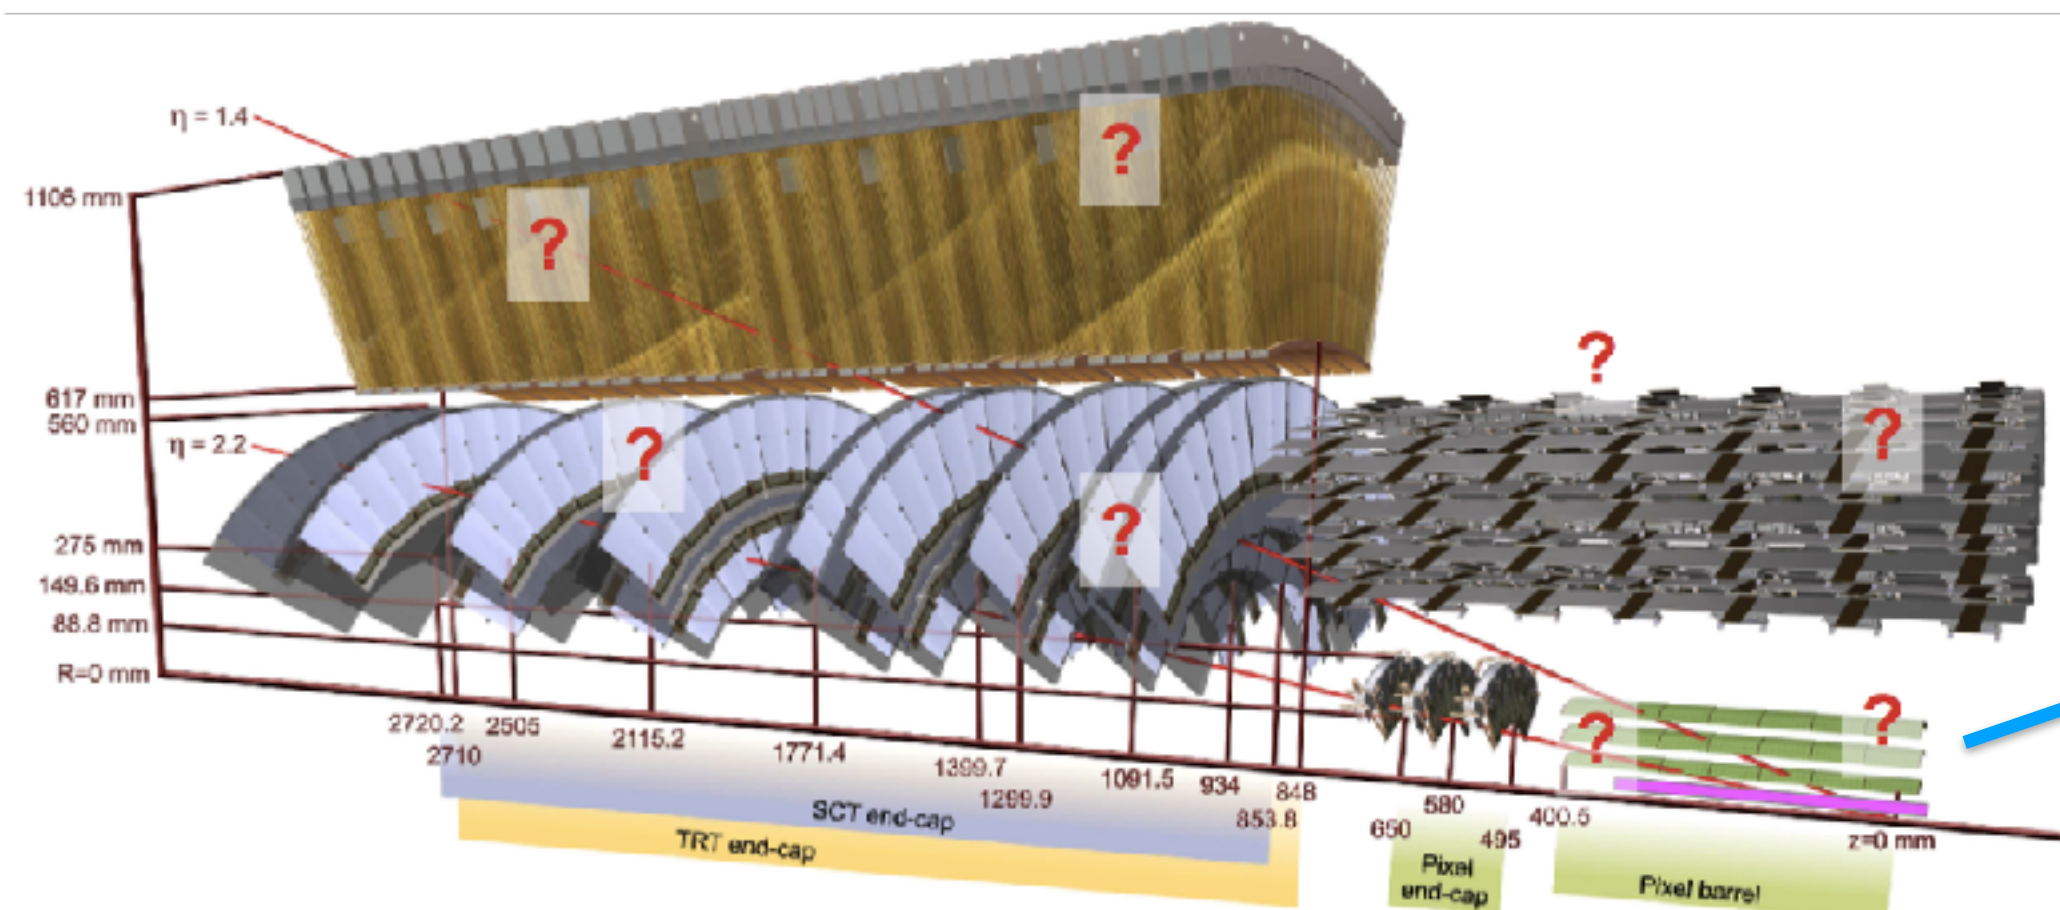 ?
η = 1.4
?
1106 mm
?
617 mm
560 mm
?
?
η = 2.2
?
275 mm
149.6 mm
88.8 mm
R=0 mm
?
?
2720.2
2505
2710
2115.2
1771.4
1399.7
1299.9
1091.5
934
848
853.8
580
650
495
400.5
z=0 mm
SCT end-cap
TRT end-cap
Pixel
end-cap
Pixel barrel